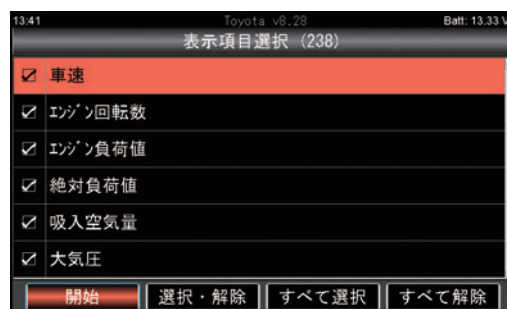 13:41 Toyota v8.28 Batt: 13.33 V
表示項目選択 (238)
車速
ｴﾝｼﾞﾝ回転数
ｴﾝｼﾞﾝ負荷値
絶対負荷値
吸入空気量
大気圧
開始 選択・解除 すべて選択 すべて解除